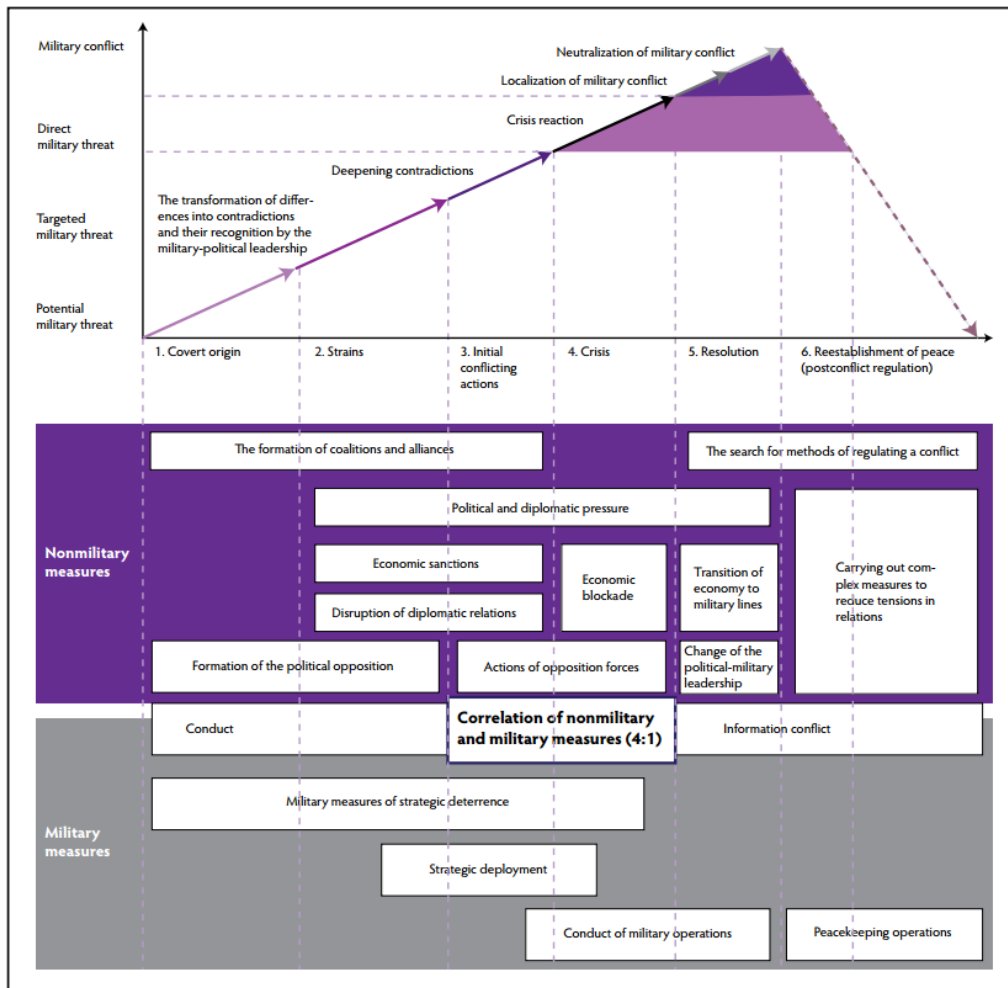 Military conflict
Neutralization of military conflict
Localization of military conflict
Crisis reaction
Direct
military threat
Deepening contradictions
The transformation of differ-
ences into contradictions
and their recognition by the
military-political leadership
Targeted
military threat
Potential
military threat
1. Covert origin
2. Strains
3. Initial
conflicting
actions
4. Crisis
5. Resolution
6. Reestablishment of peace
(postconflict regulation)
Nonmilitary
measures
The formation of coalitions and alliances
The search for methods of regulating a conflict
Political and diplomatic pressure
Economic sanctions
Disruption of diplomatic relations
Economic
blockade
Transition of
economy to
military lines
Carrying out com-
plex measures to
reduce tensions in
relations
Formation of the political opposition
Actions of opposition forces
Change of the
political-military
leadership
Conduct
Correlation of nonmilitary
and military measures (4:1)
Information conflict
Military
measures
Military measures of strategic deterrence
Strategic deployment
Conduct of military operations
Peacekeeping operations